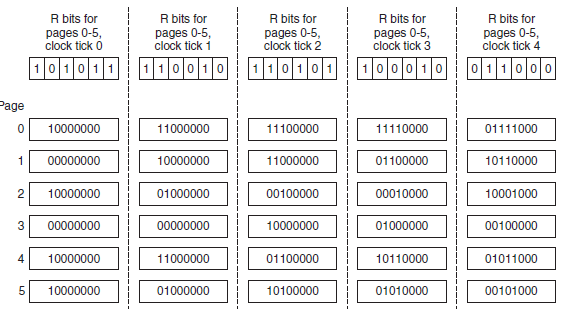 R bits for R bits for R bits for R bits for R bits for
pages 0-5, pages 0-5, pages 0-5, pages 0-5, pages 0-5,
clock tick 0 clock tick 1 clock tick 2 clock tick 3 clock tick 4
1 0 1 0 1 1 1 1 0 0 1 0 1 1 0 1 0 1 1 0 0 0 1 0 0 1 1 0 0 0
Page
0 10000000 11000000 11100000 11110000 01111000
1 00000000 10000000 11000000 01100000 10110000
2 10000000 01000000 00100000 00010000 10001000
3 00000000 00000000 10000000 01000000 00100000
4 10000000 11000000 01100000 10110000 01011000
5 10000000 01000000 10100000 01010000 00101000